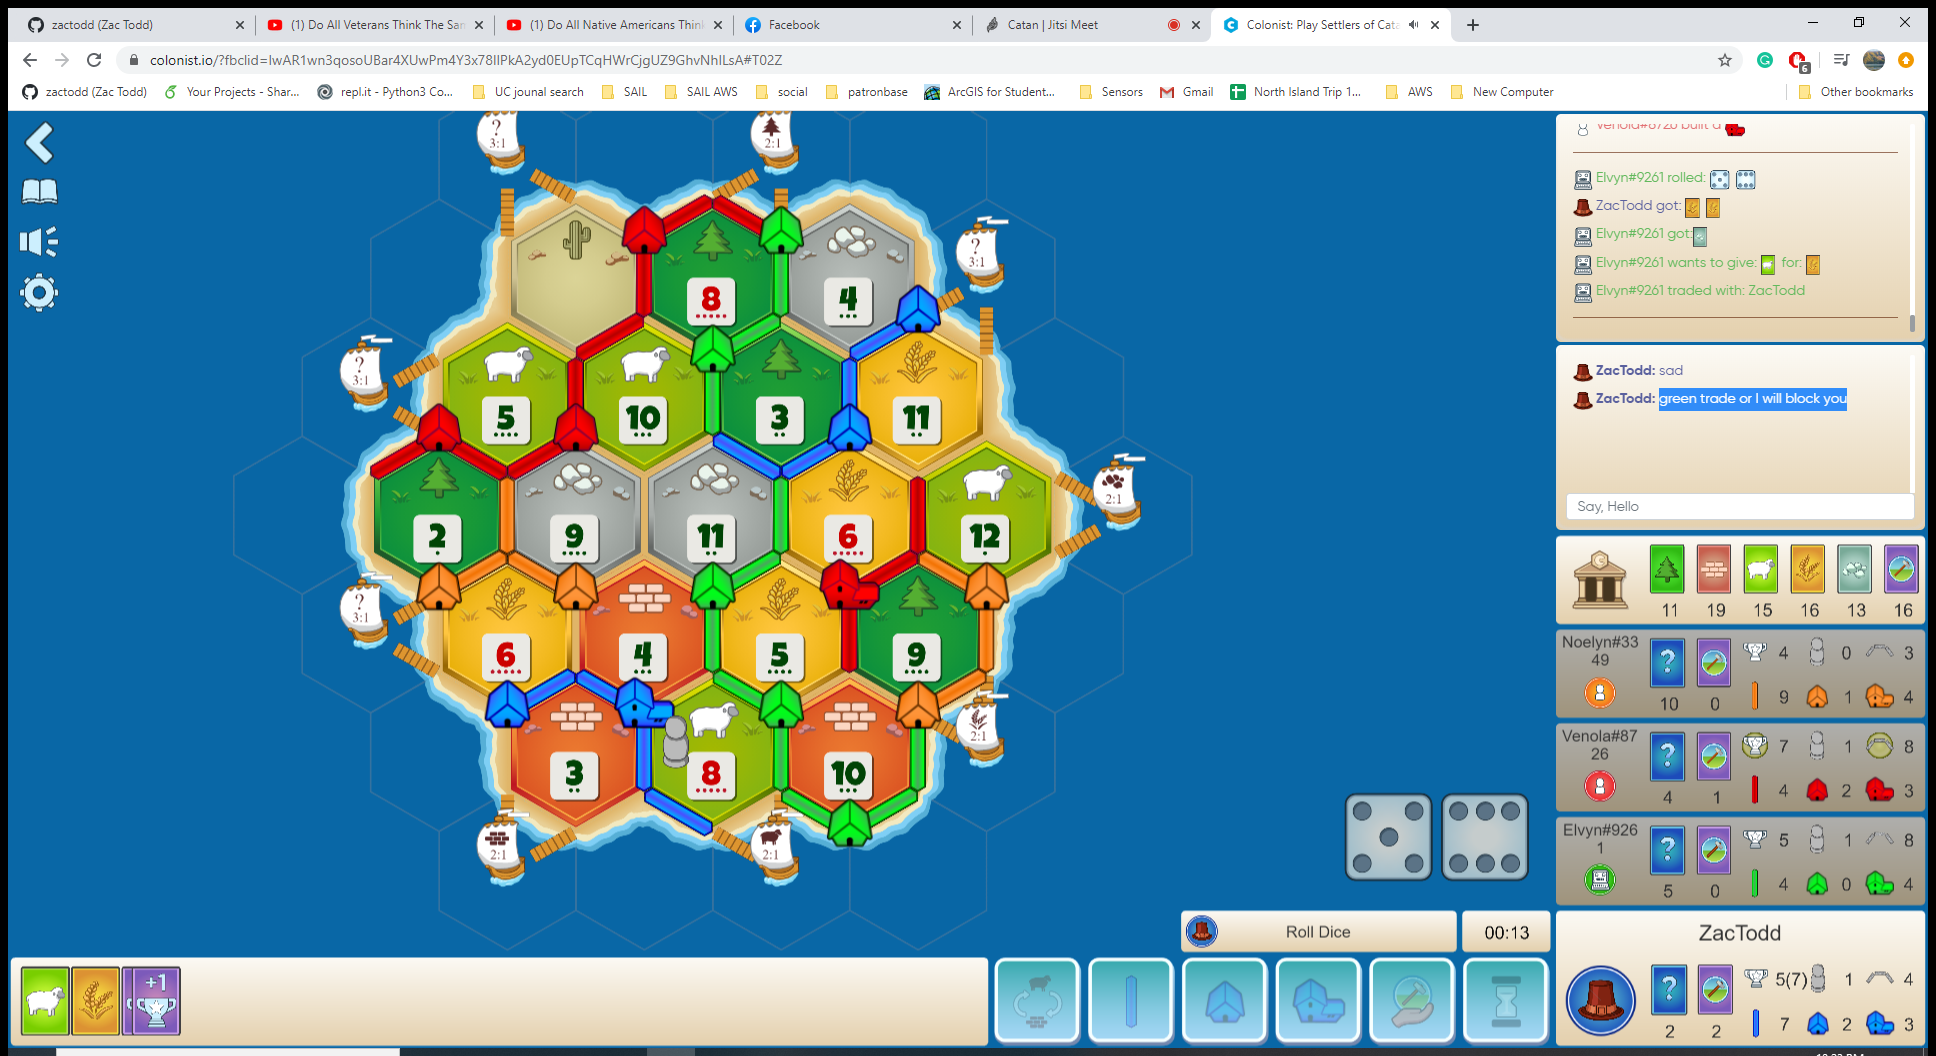 zactodd (Zac Todd)
(1) Do All Veterans Think The San
(1) Do All Native Americans Think
Facebook
Catan | Jitsi Meet
Colonist: Play Settlers of Cata
colonist.io/?fbclid=IwAR1wn3qosoUBar4XUwPm4Y3x78IIPkA2yd0EUpTCqHWrCjgUZ9GhvNhILsA#T02Z
6
zactodd (Zac Todd)
Your Projects - Shar...
repl.it - Python3 Co...
UC jounal search
SAIL
SAIL AWS
social
patronbase
ArcGIS for Student...
Sensors
Gmail
North Island Trip 1...
AWS
New Computer
Other bookmarks
? 3:1
2:1
? 3:1
8
4
? 3:1
5
10
3
11
2:1
2
9
11
6
12
? 3:1
6
4
5
9
2:1
3
8
10
2:1
2:1
Venola#8726 built a
Elvyn#9261 rolled:
ZacTodd got:
Elvyn#9261 got:
Elvyn#9261 wants to give: for:
Elvyn#9261 traded with: ZacTodd
ZacTodd: sad
ZacTodd: green trade or I will block you
Say, Hello
11 19 15 16 13 16
Noelyn#33
49
4 0 3
10 0 9 1 4
Venola#87
26
7 1 8
4 1 4 2 3
Elvyn#926
1
5 1 8
5 0 4 0 4
Roll Dice
00:13
ZacTodd
5(7) 1 4
2 2 7 2 3
+1